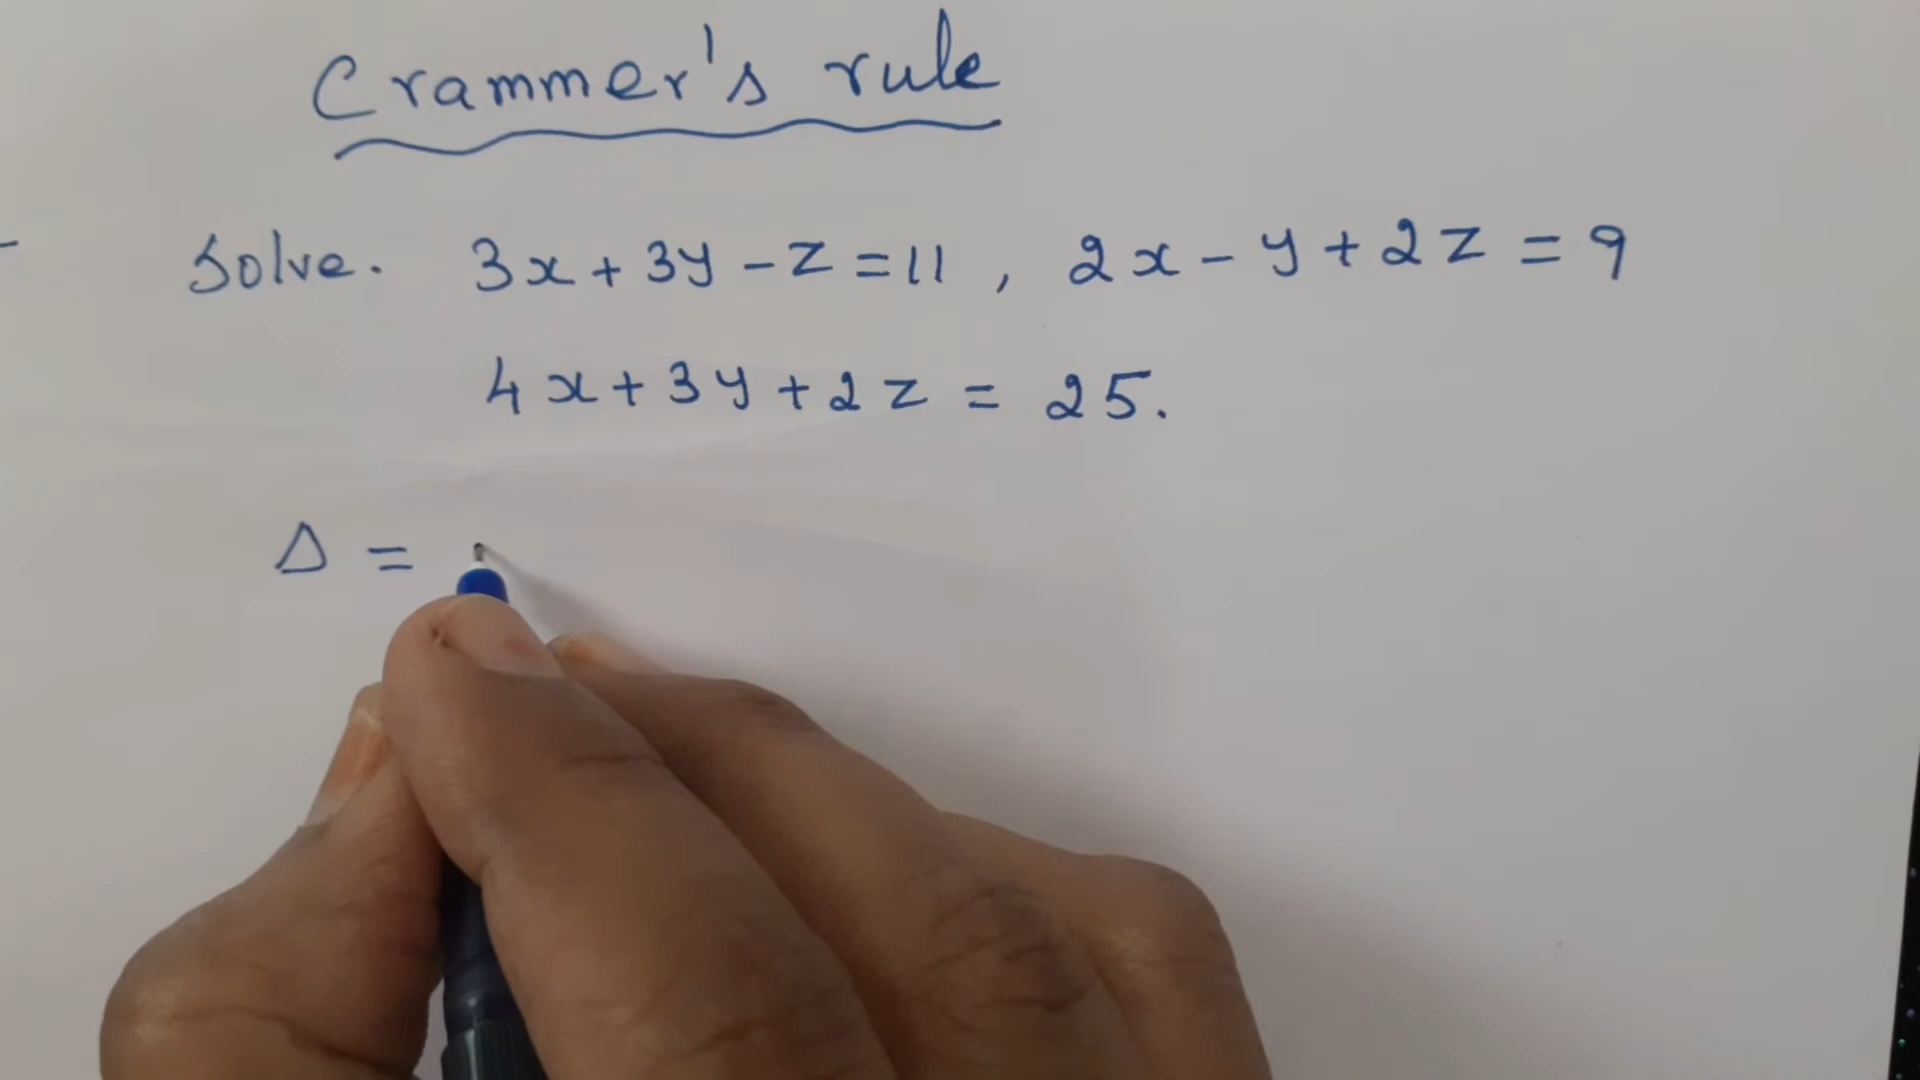 Crammer's rule
Solve. 3x + 3y - z = 11 , 2x - y + 2z = 9
4x + 3y + 2z = 25.
Δ =